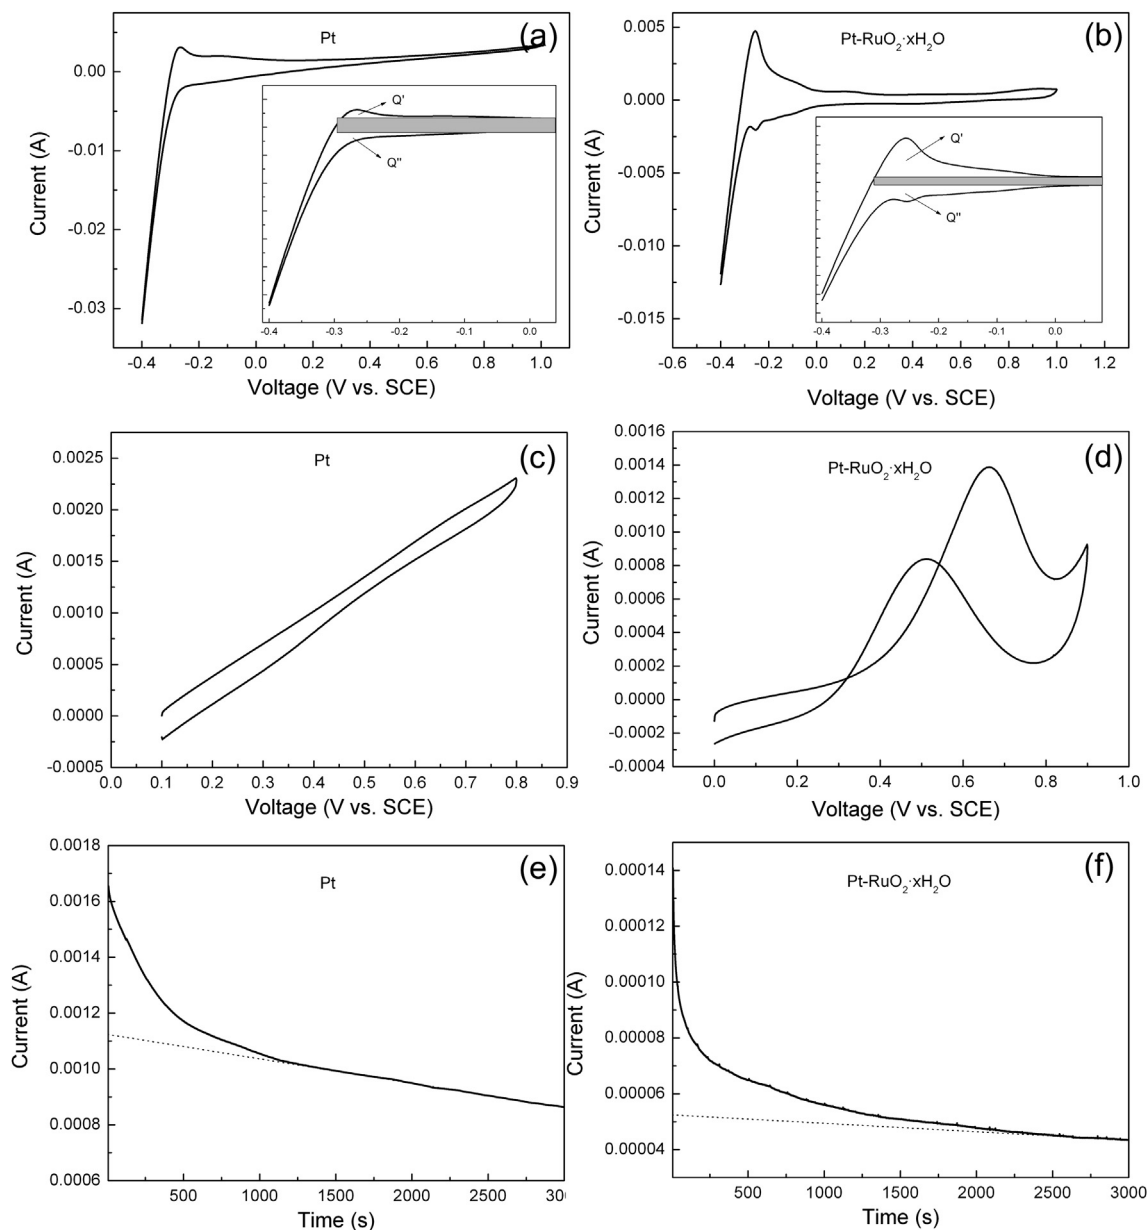 (a)
Pt
0.00
-0.01
-0.02
-0.03
Current (A)
Q'
Q''
-0.4 -0.3 -0.2 -0.1 0.0
-0.4 -0.2 0.0 0.2 0.4 0.6 0.8 1.0
Voltage (V vs. SCE)
(b)
Pt-RuO₂·xH₂O
0.005
0.000
-0.005
-0.010
-0.015
Current (A)
Q'
Q''
-0.4 -0.3 -0.2 -0.1 0.0
-0.6 -0.4 -0.2 0.0 0.2 0.4 0.6 0.8 1.0 1.2
Voltage (V vs. SCE)
(c)
Pt
0.0025
0.0020
0.0015
0.0010
0.0005
0.0000
-0.0005
Current (A)
0.0 0.1 0.2 0.3 0.4 0.5 0.6 0.7 0.8 0.9
Voltage (V vs. SCE)
(d)
Pt-RuO₂·xH₂O
0.0016
0.0014
0.0012
0.0010
0.0008
0.0006
0.0004
0.0002
0.0000
-0.0002
-0.0004
Current (A)
0.0 0.2 0.4 0.6 0.8 1.0
Voltage (V vs. SCE)
(e)
Pt
0.0018
0.0016
0.0014
0.0012
0.0010
0.0008
0.0006
Current (A)
500 1000 1500 2000 2500
Time (s)
(f)
Pt-RuO₂·xH₂O
0.00014
0.00012
0.00010
0.00008
0.00006
0.00004
Current (A)
500 1000 1500 2000 2500 3000
Time (s)